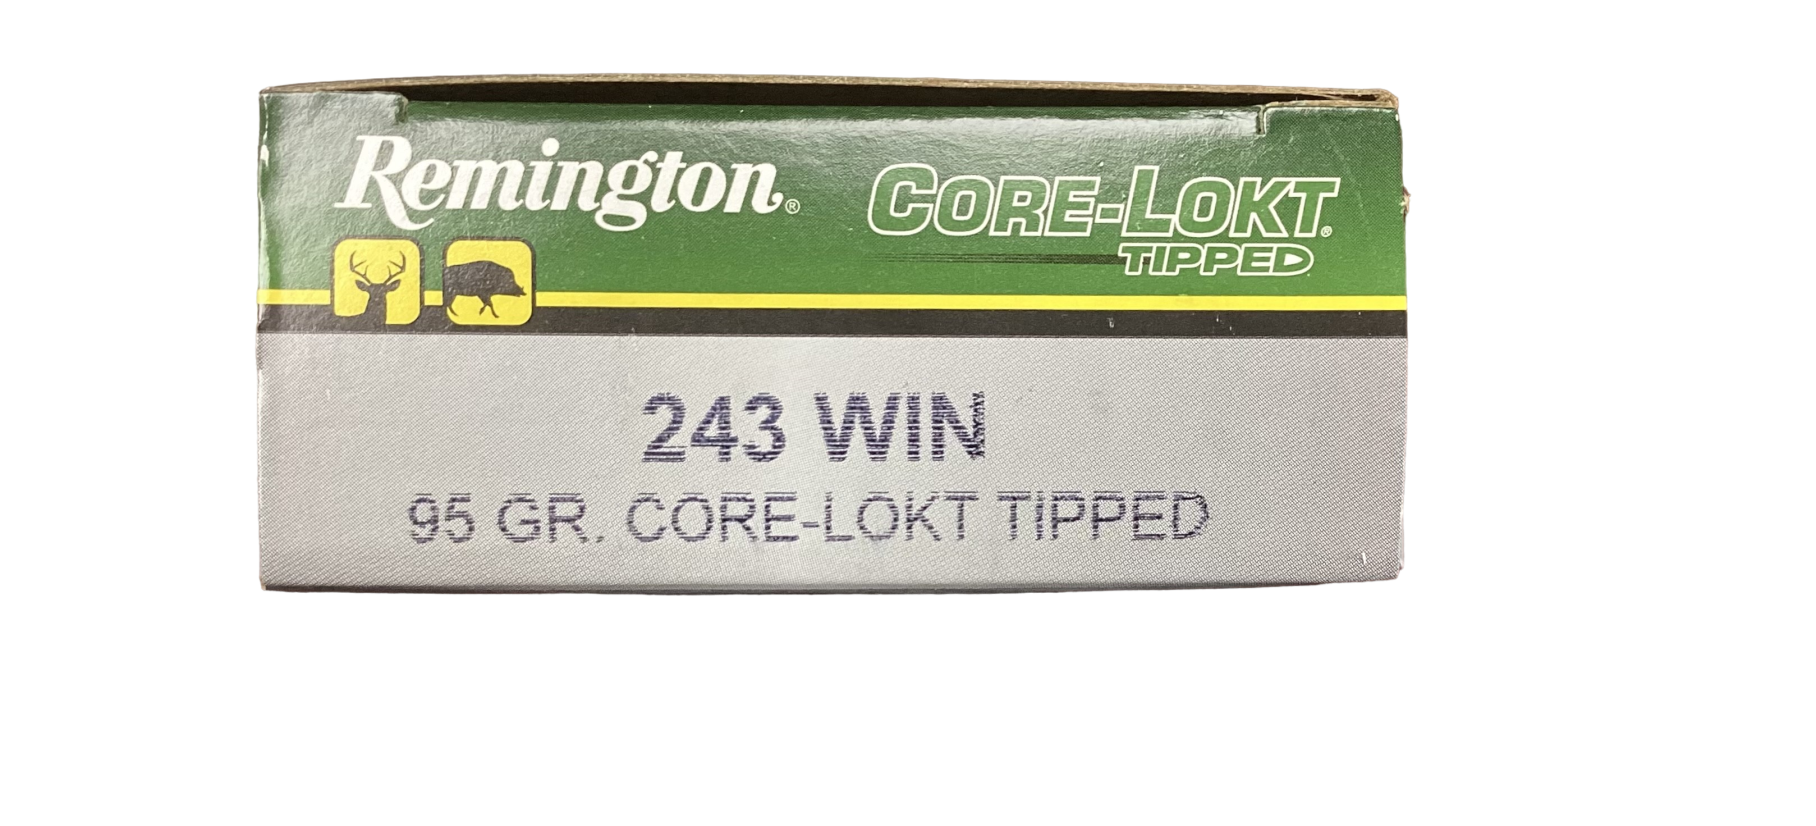 Remington®
CORE-LOKT®
TIPPED
243 WIN
95 GR. CORE-LOKT TIPPED